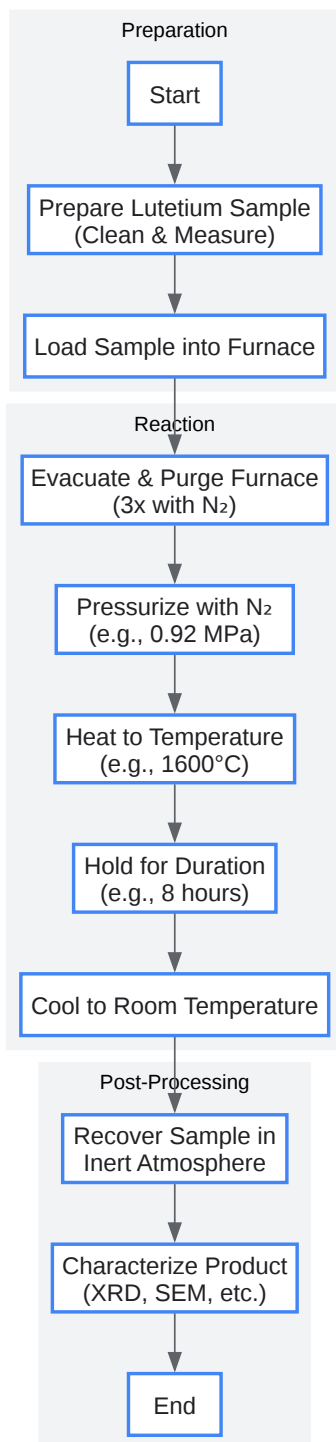 Preparation
Start
Prepare Lutetium Sample
(Clean & Measure)
Load Sample into Furnace
Reaction
Evacuate & Purge Furnace
(3x with N₂)
Pressurize with N₂
(e.g., 0.92 MPa)
Heat to Temperature
(e.g., 1600°C)
Hold for Duration
(e.g., 8 hours)
Cool to Room Temperature
Post-Processing
Recover Sample in
Inert Atmosphere
Characterize Product
(XRD, SEM, etc.)
End